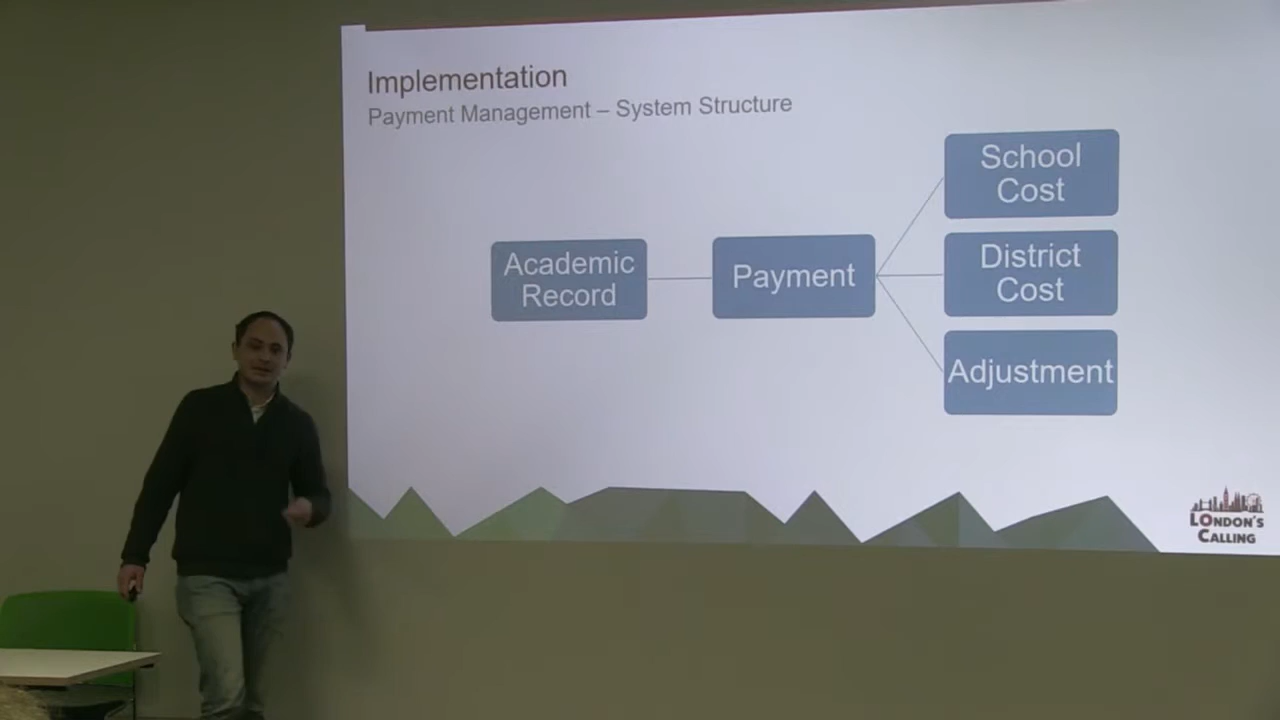 Implementation
Payment Management – System Structure
School
Cost
Academic
Record
Payment
District
Cost
Adjustment
LONDON'S
CALLING